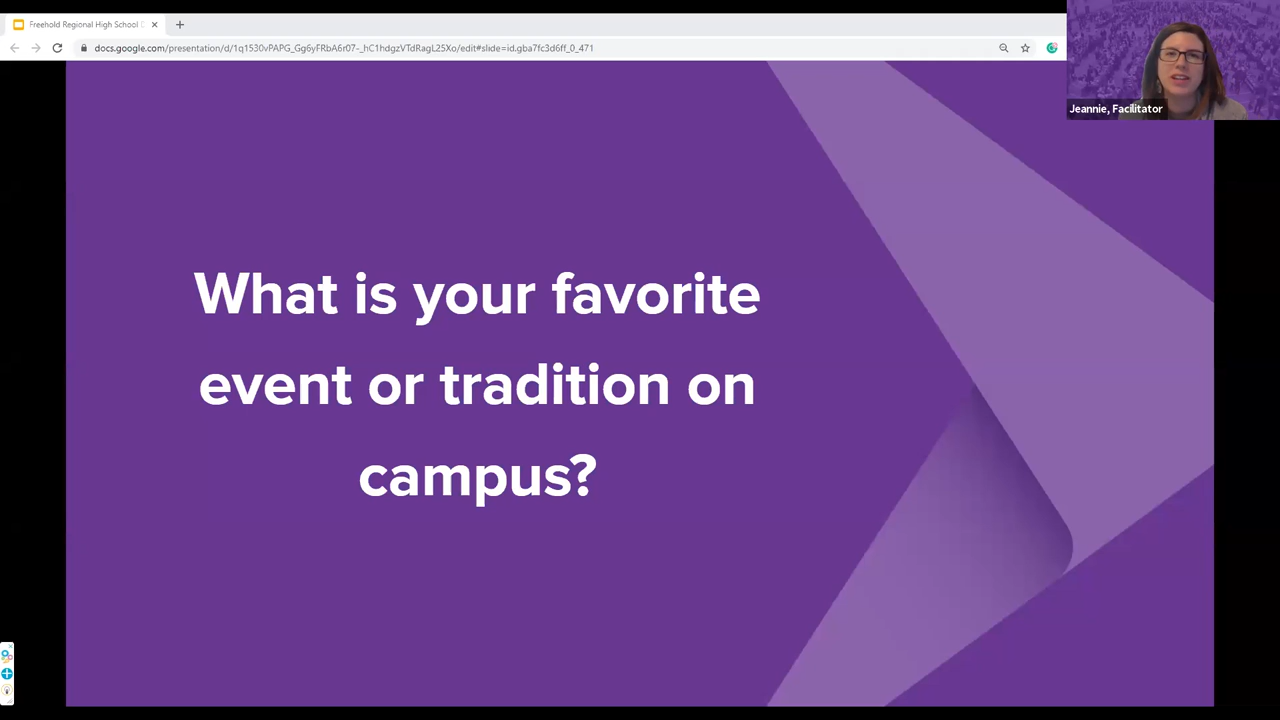 Freehold Regional High School D
docs.google.com/presentation/d/1q1530vPAPG_Gg6yFRbA6r07-_hC1hdgzVTdRagL25Xo/edit#slide=id.gba7fc3d6ff_0_471
Jeannie, Facilitator
What is your favorite
event or tradition on
campus?